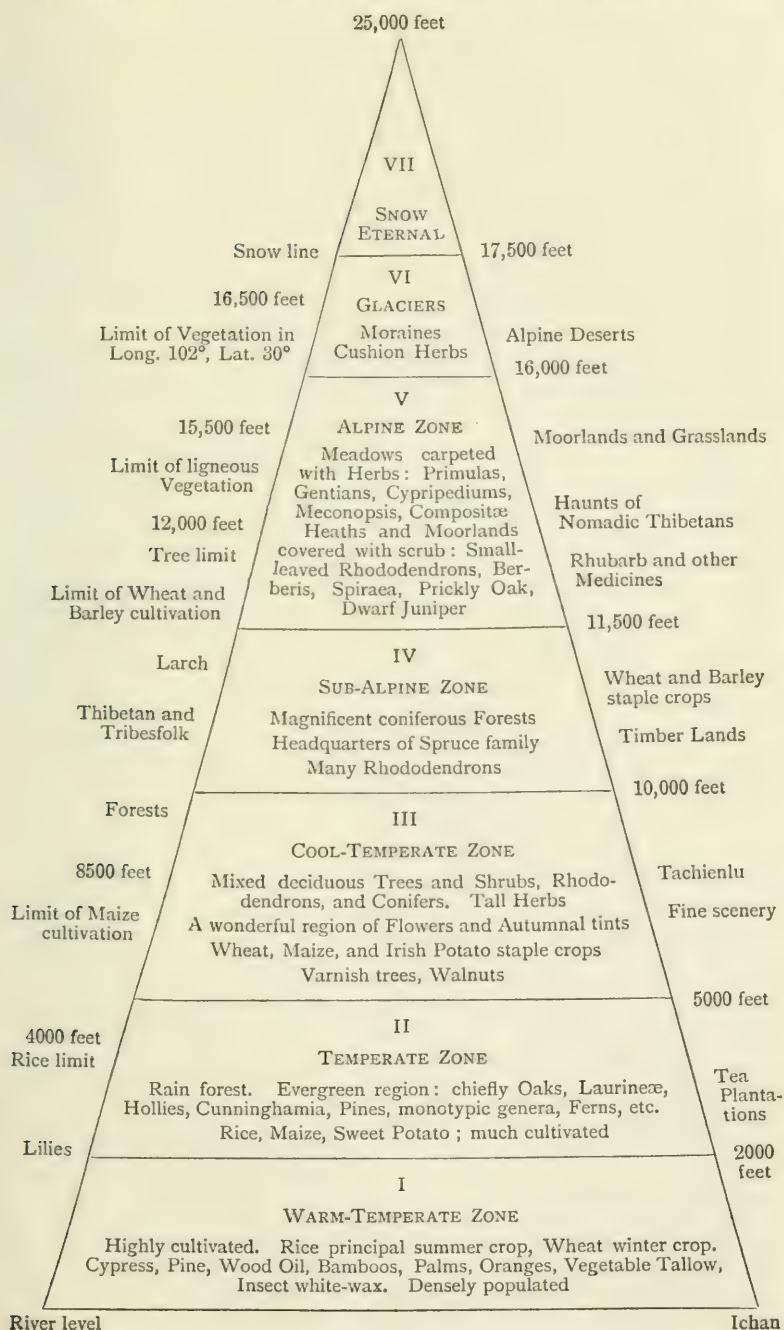 25,000 feet
VII
SNOW
ETERNAL
Snow line
17,500 feet
VI
16,500 feet
GLACIERS
Limit of Vegetation in
Long. 102°, Lat. 30°
Moraines
Cushion Herbs
Alpine Deserts
16,000 feet
V
15,500 feet
ALPINE ZONE
Moorlands and Grasslands
Limit of ligneous
Vegetation
Meadows carpeted
with Herbs: Primulas,
Gentians, Cypripediums,
Meconopsis, Compositæ
Heaths and Moorlands
covered with scrub: Small-
leaved Rhododendrons, Ber-
beris, Spiraea, Prickly Oak,
Dwarf Juniper
Haunts of
Nomadic Thibetans
12,000 feet
Tree limit
Rhubarb and other
Medicines
Limit of Wheat and
Barley cultivation
11,500 feet
IV
Larch
SUB-ALPINE ZONE
Wheat and Barley
staple crops
Thibetan and
Tribesfolk
Magnificent coniferous Forests
Headquarters of Spruce family
Many Rhododendrons
Timber Lands
10,000 feet
Forests
III
COOL-TEMPERATE ZONE
8500 feet
Tachienlu
Mixed deciduous Trees and Shrubs, Rhodo-
dendrons, and Conifers. Tall Herbs
A wonderful region of Flowers and Autumnal tints
Wheat, Maize, and Irish Potato staple crops
Varnish trees, Walnuts
Limit of Maize
cultivation
Fine scenery
5000 feet
II
4000 feet
Rice limit
TEMPERATE ZONE
Rain forest. Evergreen region: chiefly Oaks, Laurineæ,
Hollies, Cunninghamia, Pines, monotypic genera, Ferns, etc.
Rice, Maize, Sweet Potato; much cultivated
Tea
Planta-
tions
Lilies
2000
feet
I
WARM-TEMPERATE ZONE
Highly cultivated. Rice principal summer crop, Wheat winter crop.
Cypress, Pine, Wood Oil, Bamboos, Palms, Oranges, Vegetable Tallow,
Insect white-wax. Densely populated
River level
Ichan